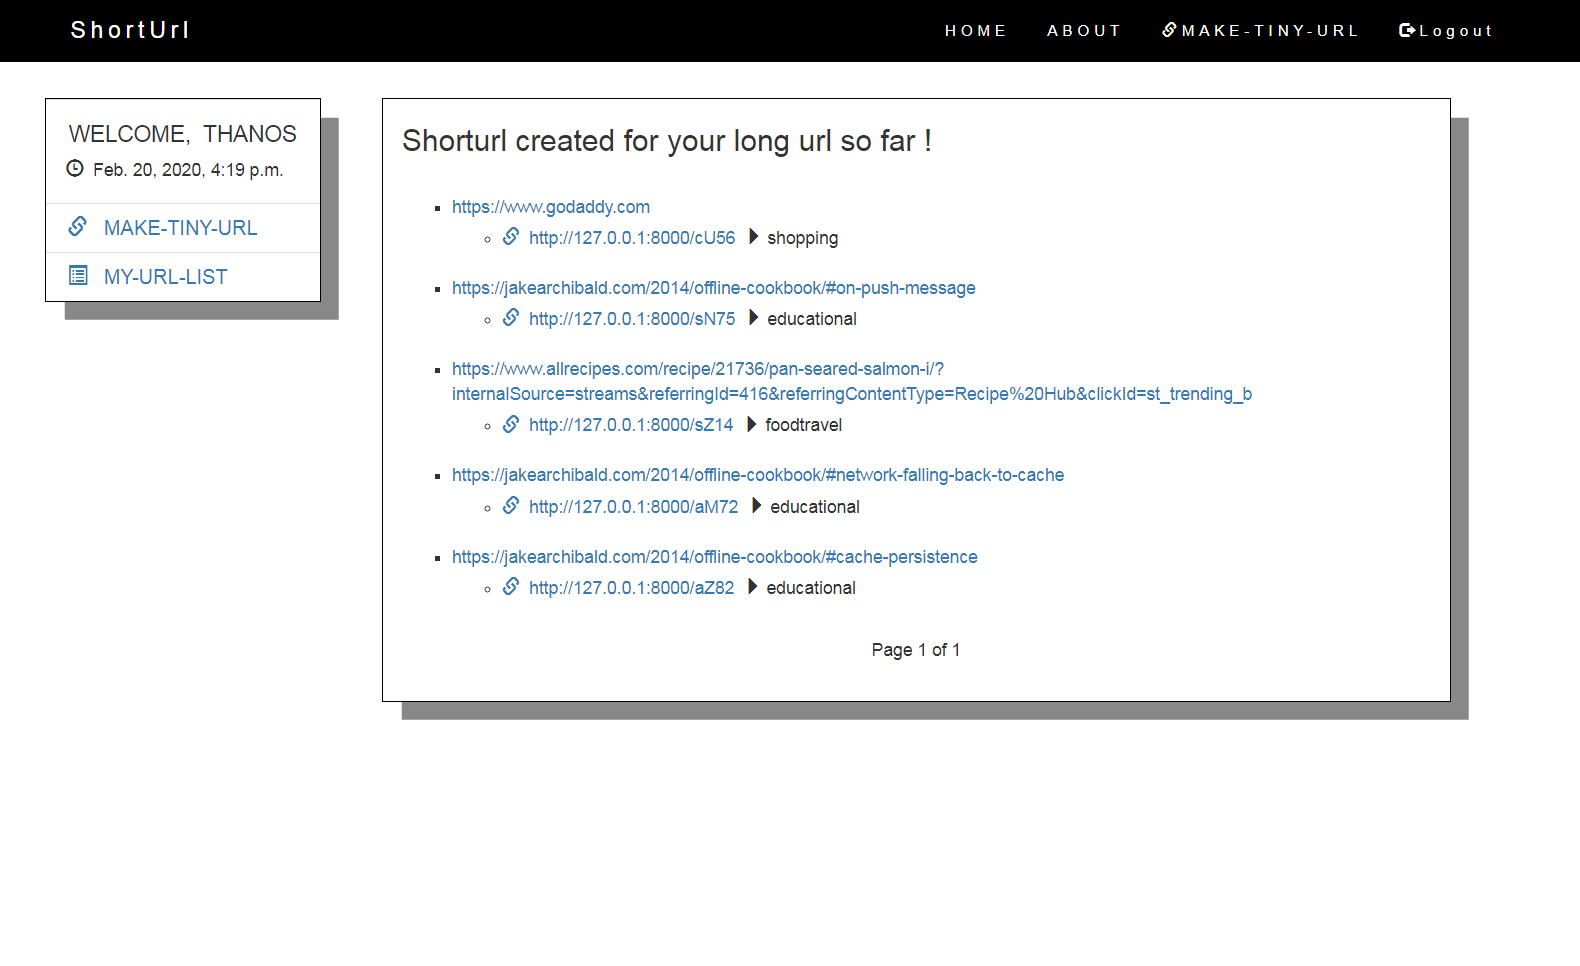 ShortUrl
HOME ABOUT MAKE-TINY-URL Logout
WELCOME, THANOS
Feb. 20, 2020, 4:19 p.m.
MAKE-TINY-URL
MY-URL-LIST
Shorturl created for your long url so far !
https://www.godaddy.com
http://127.0.0.1:8000/cU56 shopping
https://jakearchibald.com/2014/offline-cookbook/#on-push-message
http://127.0.0.1:8000/sN75 educational
https://www.allrecipes.com/recipe/21736/pan-seared-salmon-i/?
internalSource=streams&referringId=416&referringContentType=Recipe%20Hub&clickId=st_trending_b
http://127.0.0.1:8000/sZ14 foodtravel
https://jakearchibald.com/2014/offline-cookbook/#network-falling-back-to-cache
http://127.0.0.1:8000/aM72 educational
https://jakearchibald.com/2014/offline-cookbook/#cache-persistence
http://127.0.0.1:8000/aZ82 educational
Page 1 of 1